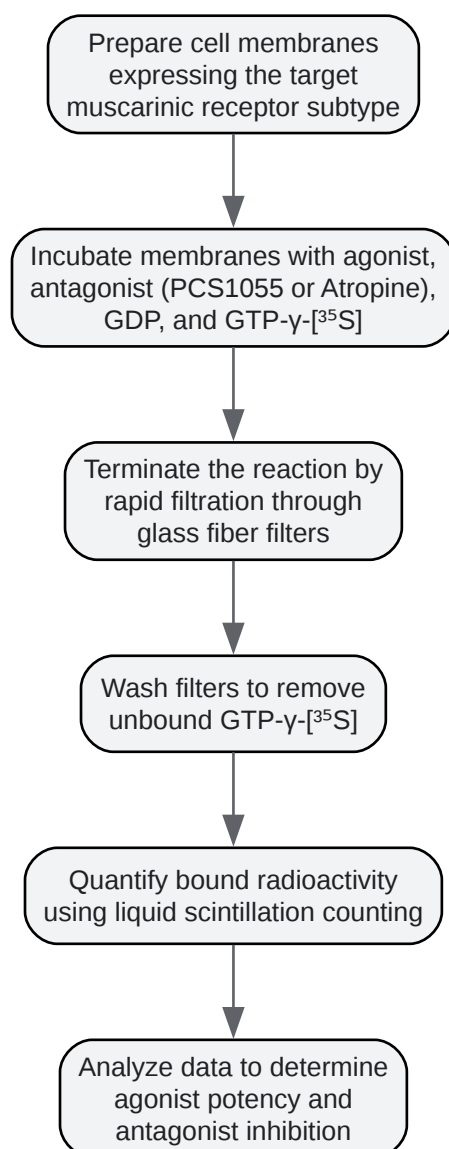 Prepare cell membranes
expressing the target
muscarinic receptor subtype
Incubate membranes with agonist,
antagonist (PCS1055 or Atropine),
GDP, and GTP-γ-[³⁵S]
Terminate the reaction by
rapid filtration through
glass fiber filters
Wash filters to remove
unbound GTP-γ-[³⁵S]
Quantify bound radioactivity
using liquid scintillation counting
Analyze data to determine
agonist potency and
antagonist inhibition